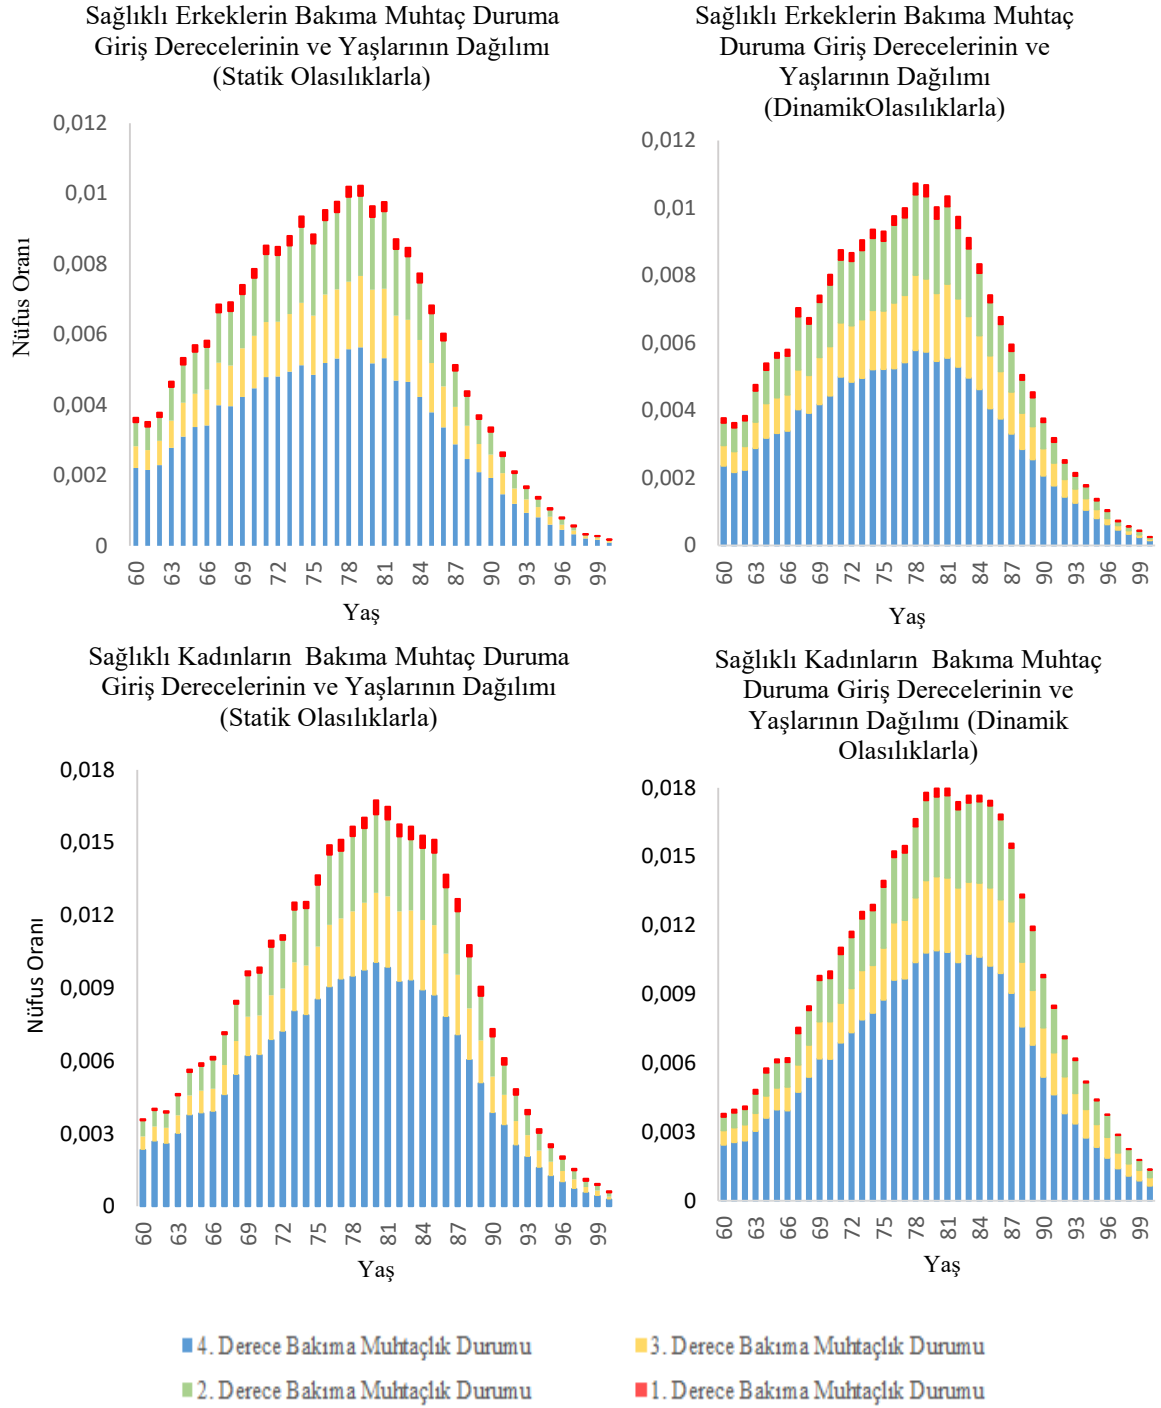 Sağlıklı Erkeklerin Bakıma Muhtaç Duruma
Giriş Derecelerinin ve Yaşlarının Dağılımı
(Statik Olasılıklarla)
0,012
0,01
0,008
0,006
0,004
0,002
0
Nüfus Oranı
60 63 66 69 72 75 78 81 84 87 90 93 96 99
Yaş
Sağlıklı Erkeklerin Bakıma Muhtaç
Duruma Giriş Derecelerinin ve
Yaşlarının Dağılımı
(DinamikOlasılıklarla)
0,012
0,01
0,008
0,006
0,004
0,002
0
60 63 66 69 72 75 78 81 84 87 90 93 96 99
Yaş
Sağlıklı Kadınların  Bakıma Muhtaç Duruma
Giriş Derecelerinin ve Yaşlarının Dağılımı
(Statik Olasılıklarla)
0,018
0,015
0,012
0,009
0,006
0,003
0
Nüfus Oranı
60 63 66 69 72 75 78 81 84 87 90 93 96 99
Yaş
Sağlıklı Kadınların  Bakıma Muhtaç
Duruma Giriş Derecelerinin ve
Yaşlarının Dağılımı (Dinamik
Olasılıklarla)
0,018
0,015
0,012
0,009
0,006
0,003
0
60 63 66 69 72 75 78 81 84 87 90 93 96 99
Yaş
4. Derece Bakıma Muhtaçlık Durumu
3. Derece Bakıma Muhtaçlık Durumu
2. Derece Bakıma Muhtaçlık Durumu
1. Derece Bakıma Muhtaçlık Durumu